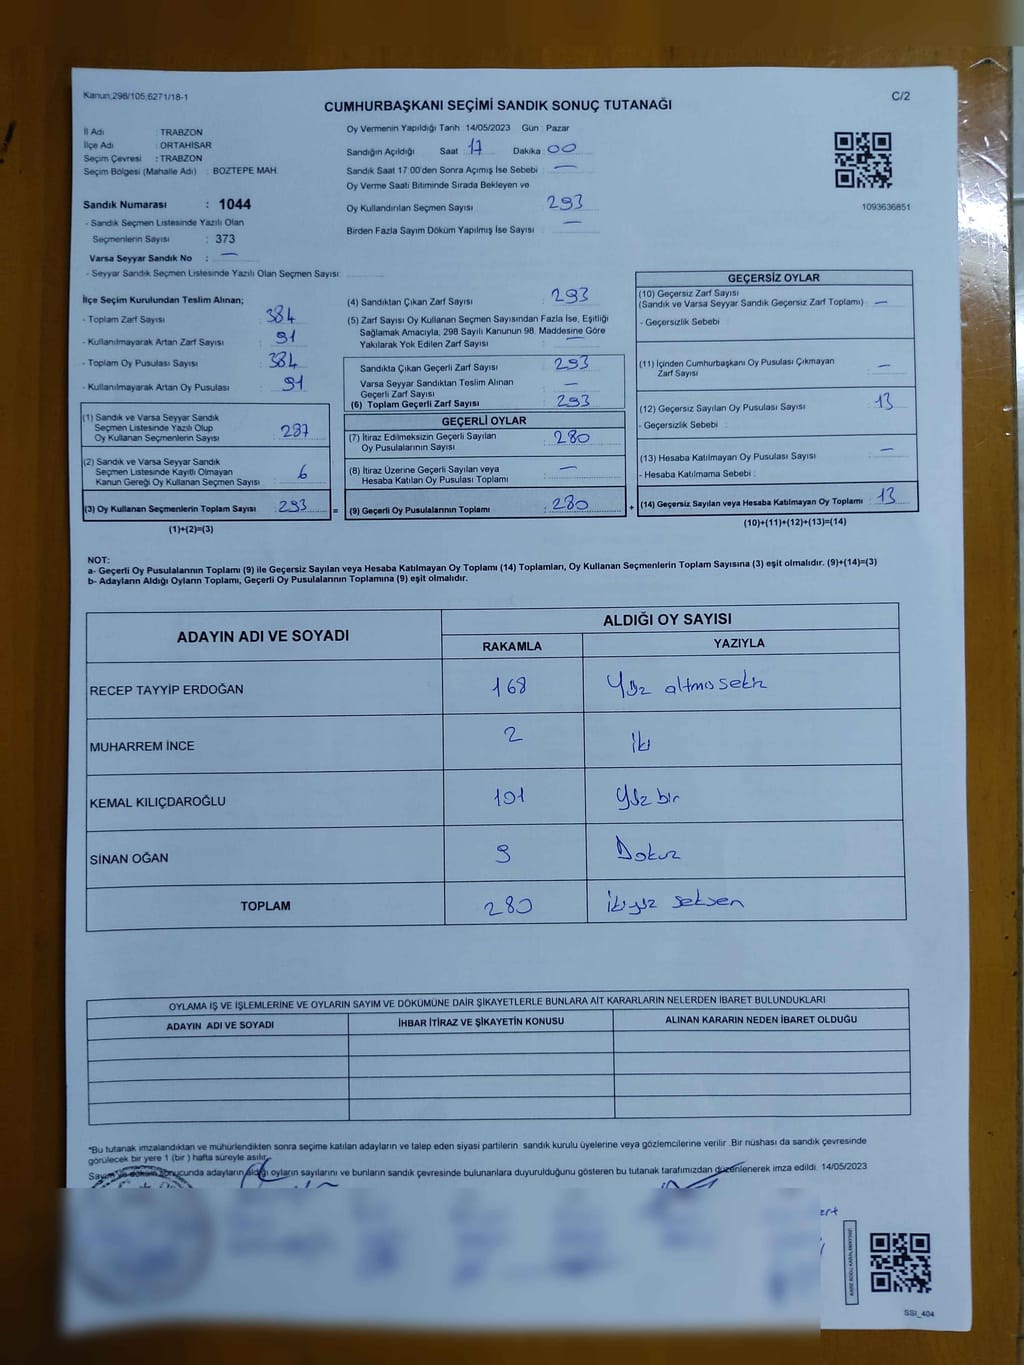 Kanun;298/105,6271/18-1
C/2
CUMHURBAŞKANI SEÇİMİ SANDIK SONUÇ TUTANAĞI
İl Adı : TRABZON
İlçe Adı : ORTAHİSAR
Seçim Çevresi : TRABZON
Seçim Bölgesi (Mahalle Adı) : BOZTEPE MAH
Sandık Numarası : 1044
- Sandık Seçmen Listesinde Yazılı Olan
Seçmenlerin Sayısı : 373
Varsa Seyyar Sandık No : —
- Seyyar Sandık Seçmen Listesinde Yazılı Olan Seçmen Sayısı
Oy Vermenin Yapıldığı Tarih 14/05/2023 Gün : Pazar
Sandığın Açıldığı Saat : 17 Dakika : 00
Sandık Saat 17.00'den Sonra Açımış İse Sebebi : —
Oy Verme Saati Bitiminde Sırada Bekleyen ve
Oy Kullandırılan Seçmen Sayısı : 293
Birden Fazla Sayım Döküm Yapılmış İse Sayısı : —
1093636851
İlçe Seçim Kurulundan Teslim Alınan;
- Toplam Zarf Sayısı : 384
- Kullanılmayarak Artan Zarf Sayısı : 91
- Toplam Oy Pusulası Sayısı : 384
- Kullanılmayarak Artan Oy Pusulası : 91
(1) Sandık ve Varsa Seyyar Sandık
Seçmen Listesinde Yazılı Olup
Oy Kullanan Seçmenlerin Sayısı : 287
(2) Sandık ve Varsa Seyyar Sandık
Seçmen Listesinde Kayıtlı Olmayan
Kanun Gereği Oy Kullanan Seçmen Sayısı : 6
(3) Oy Kullanan Seçmenlerin Toplam Sayısı : 293 =
(1)+(2)=(3)
(4) Sandıktan Çıkan Zarf Sayısı : 293
(5) Zarf Sayısı Oy Kullanan Seçmen Sayısından Fazla İse, Eşitliği
Sağlamak Amacıyla, 298 Sayılı Kanunun 98. Maddesine Göre
Yakılarak Yok Edilen Zarf Sayısı : —
Sandıkta Çıkan Geçerli Zarf Sayısı : 293
Varsa Seyyar Sandıktan Teslim Alınan
Geçerli Zarf Sayısı : —
(6) Toplam Geçerli Zarf Sayısı : 293
GEÇERLİ OYLAR
(7) İtiraz Edilmeksizin Geçerli Sayılan
Oy Pusulalarının Sayısı : 280
(8) İtiraz Üzerine Geçerli Sayılan veya
Hesaba Katılan Oy Pusulası Toplamı : —
(9) Geçerli Oy Pusulalarının Toplamı : 280 +
GEÇERSİZ OYLAR
(10) Geçersiz Zarf Sayısı
(Sandık ve Varsa Seyyar Sandık Geçersiz Zarf Toplamı) : —
- Geçersizlik Sebebi :
(11) İçinden Cumhurbaşkanı Oy Pusulası Çıkmayan
Zarf Sayısı : —
(12) Geçersiz Sayılan Oy Pusulası Sayısı : 13
- Geçersizlik Sebebi :
(13) Hesaba Katılmayan Oy Pusulası Sayısı : —
- Hesaba Katılmama Sebebi :
(14) Geçersiz Sayılan veya Hesaba Katılmayan Oy Toplamı : 13
(10)+(11)+(12)+(13)=(14)
NOT:
a- Geçerli Oy Pusulalarının Toplamı (9) ile Geçersiz Sayılan veya Hesaba Katılmayan Oy Toplamı (14) Toplamları, Oy Kullanan Seçmenlerin Toplam Sayısına (3) eşit olmalıdır. (9)+(14)=(3)
b- Adayların Aldığı Oyların Toplamı, Geçerli Oy Pusulalarının Toplamına (9) eşit olmalıdır.
ADAYIN ADI VE SOYADI
ALDIĞI OY SAYISI
RAKAMLA YAZIYLA
RECEP TAYYİP ERDOĞAN 168 Yüz altmış sekiz
MUHARREM İNCE 2 iki
KEMAL KILIÇDAROĞLU 101 Yüz bir
SİNAN OĞAN 9 Dokuz
TOPLAM 280 ikiyüz seksen
OYLAMA İŞ VE İŞLEMLERİNE VE OYLARIN SAYIM VE DÖKÜMÜNE DAİR ŞİKAYETLERLE BUNLARA AİT KARARLARIN NELERDEN İBARET BULUNDUKLARI
ADAYIN ADI VE SOYADI İHBAR İTİRAZ VE ŞİKAYETİN KONUSU ALINAN KARARIN NEDEN İBARET OLDUĞU
*Bu tutanak imzalandıktan ve mühürlendikten sonra seçime katılan adayların ve talep eden siyasi partilerin sandık kurulu üyelerine veya gözlemcilerine verilir .Bir nüshası da sandık çevresinde
görülecek bir yere 1 (bir ) hafta süreyle asılır.
Sayım ve döküm sonucunda adayların aldığı oyların sayılarını ve bunların sandık çevresinde bulunanlara duyurulduğunu gösteren bu tutanak tarafımızdan düzenlenerek imza edildi. 14/05/2023
KARE KODU KARALAMAYINIZ!
SSI_404